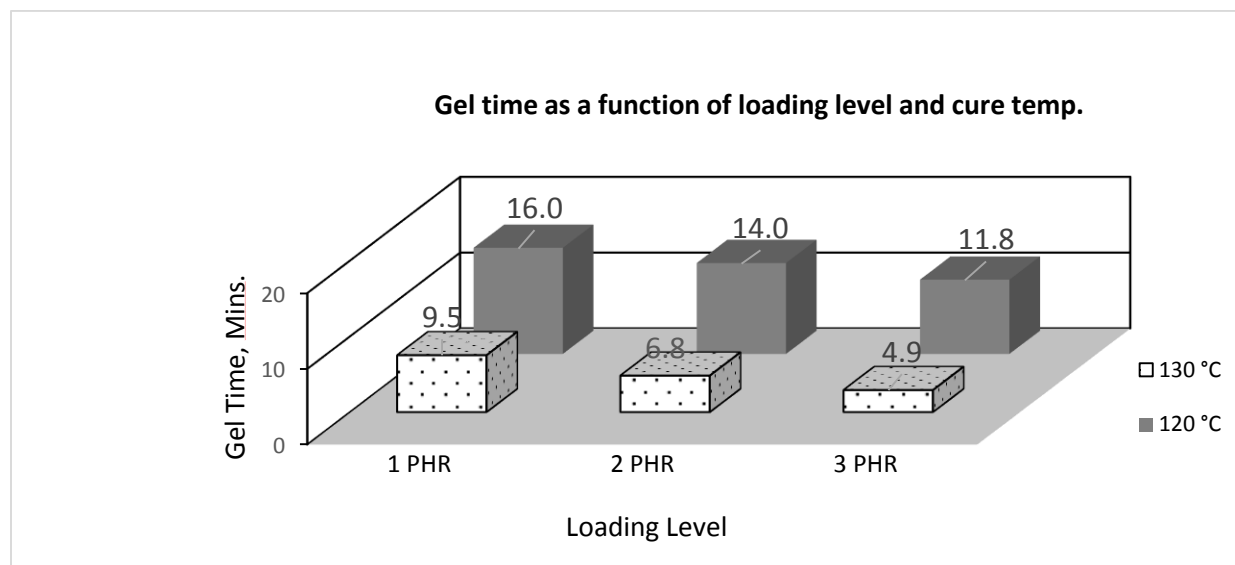 Gel time as a function of loading level and cure temp.
16.0
14.0
11.8
9.5
6.8
4.9
Gel Time, Mins.
20
10
0
1 PHR
2 PHR
3 PHR
Loading Level
130 °C
120 °C